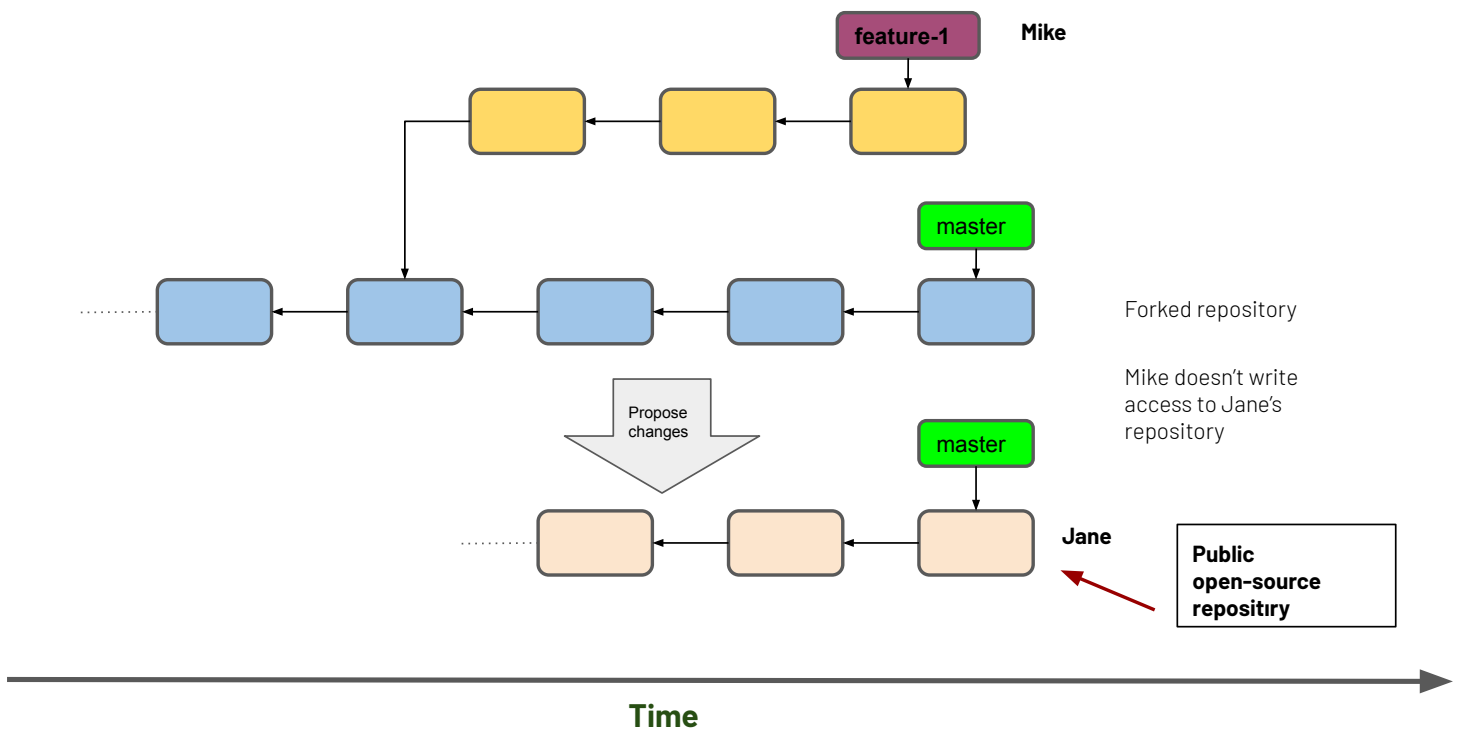 feature-1
Mike
master
Forked repository
Mike doesn't write
access to Jane's
repository
Propose
changes
master
Jane
Public
open-source
repositıry
Time